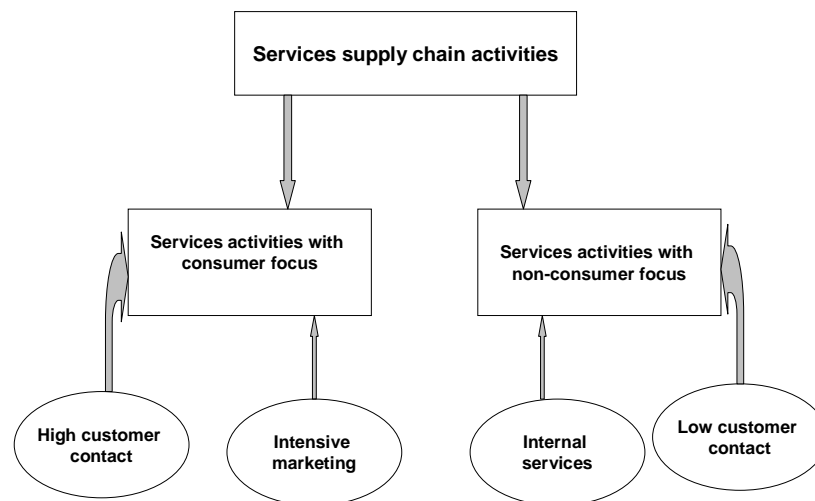 Services supply chain activities
Services activities with
consumer focus
Services activities with
non-consumer focus
High customer
contact
Intensive
marketing
Internal
services
Low customer
contact